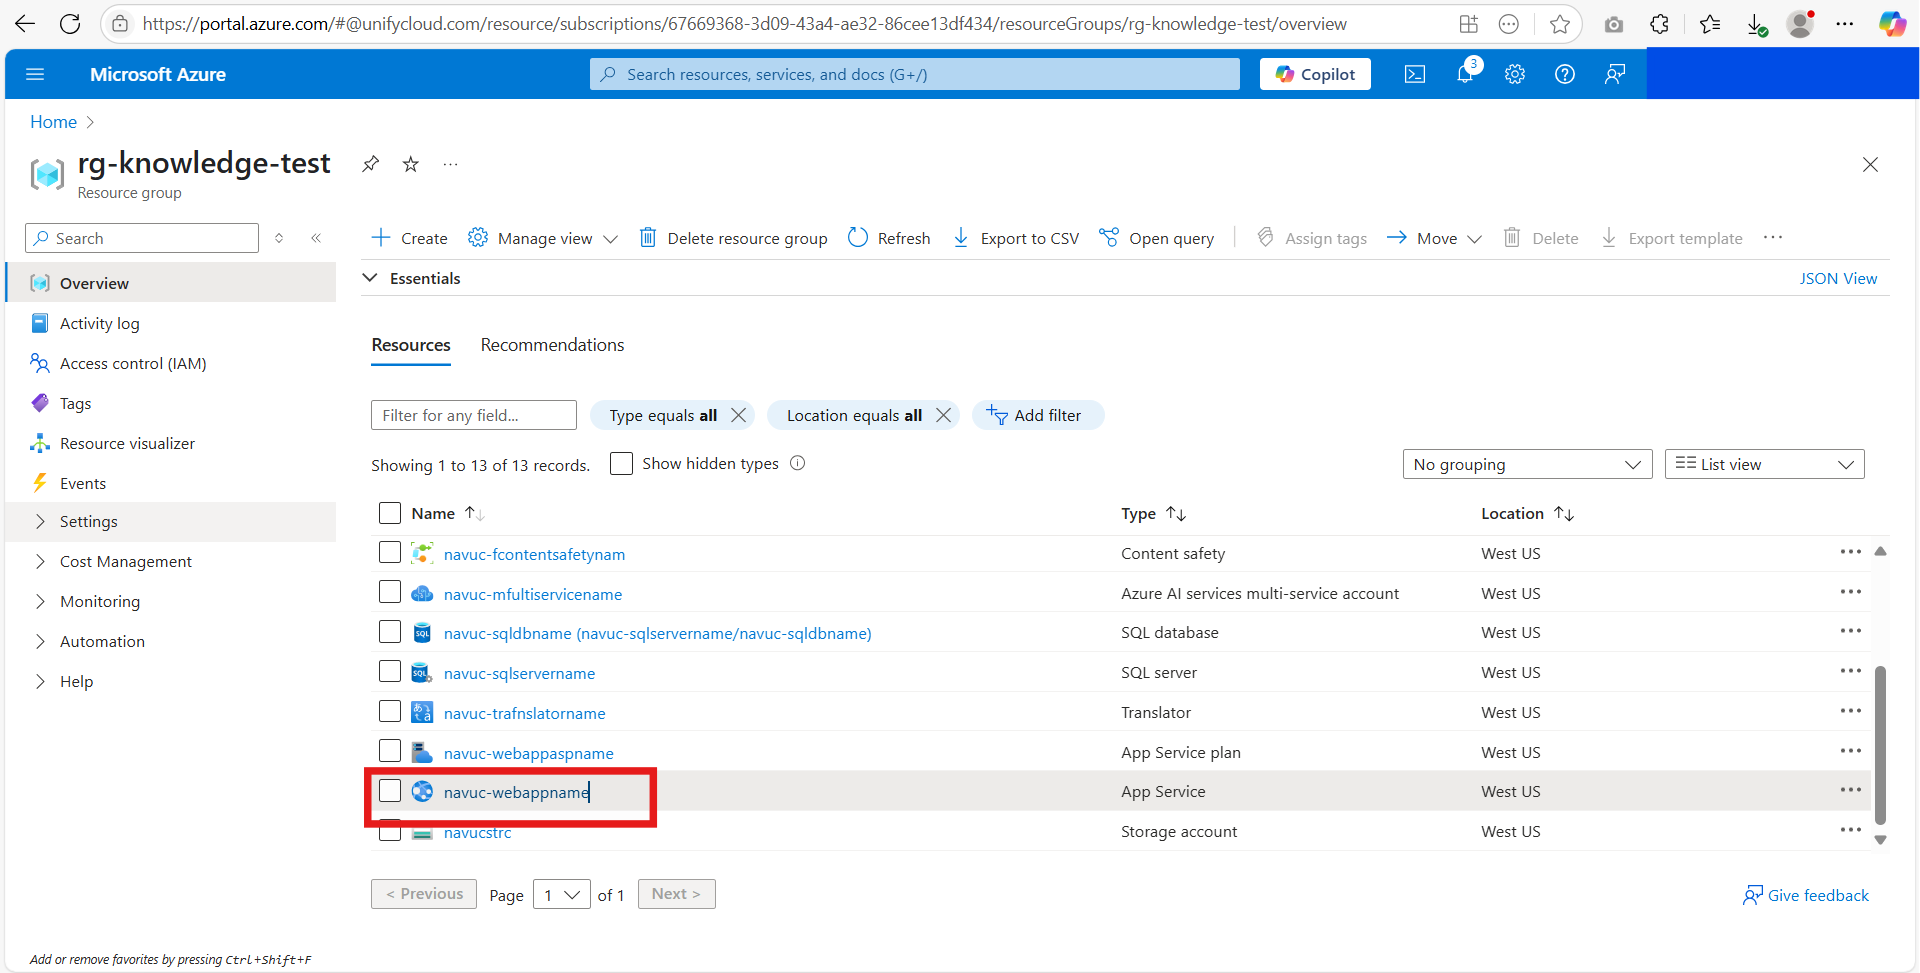 https://portal.azure.com/#@unifycloud.com/resource/subscriptions/67669368-3d09-43a4-ae32-86cee13df434/resourceGroups/rg-knowledge-test/overview
Microsoft Azure
Search resources, services, and docs (G+/)
Copilot
3
Home
rg-knowledge-test
Resource group
Search
Create
Manage view
Delete resource group
Refresh
Export to CSV
Open query
Assign tags
Move
Delete
Export template
Overview
Activity log
Access control (IAM)
Tags
Resource visualizer
Events
Settings
Cost Management
Monitoring
Automation
Help
Essentials
JSON View
Resources
Recommendations
Filter for any field...
Type equals all
Location equals all
Add filter
Showing 1 to 13 of 13 records.
Show hidden types
No grouping
List view
Name
Type
Location
navuc-fcontentsafetynam Content safety West US
navuc-mfultiservicename Azure AI services multi-service account West US
navuc-sqldbname (navuc-sqlservername/navuc-sqldbname) SQL database West US
navuc-sqlservername SQL server West US
navuc-trafnslatorname Translator West US
navuc-webappaspname App Service plan West US
navuc-webappname App Service West US
navucstrc Storage account West US
< Previous
Page 1 of 1
Next >
Give feedback
Add or remove favorites by pressing Ctrl+Shift+F